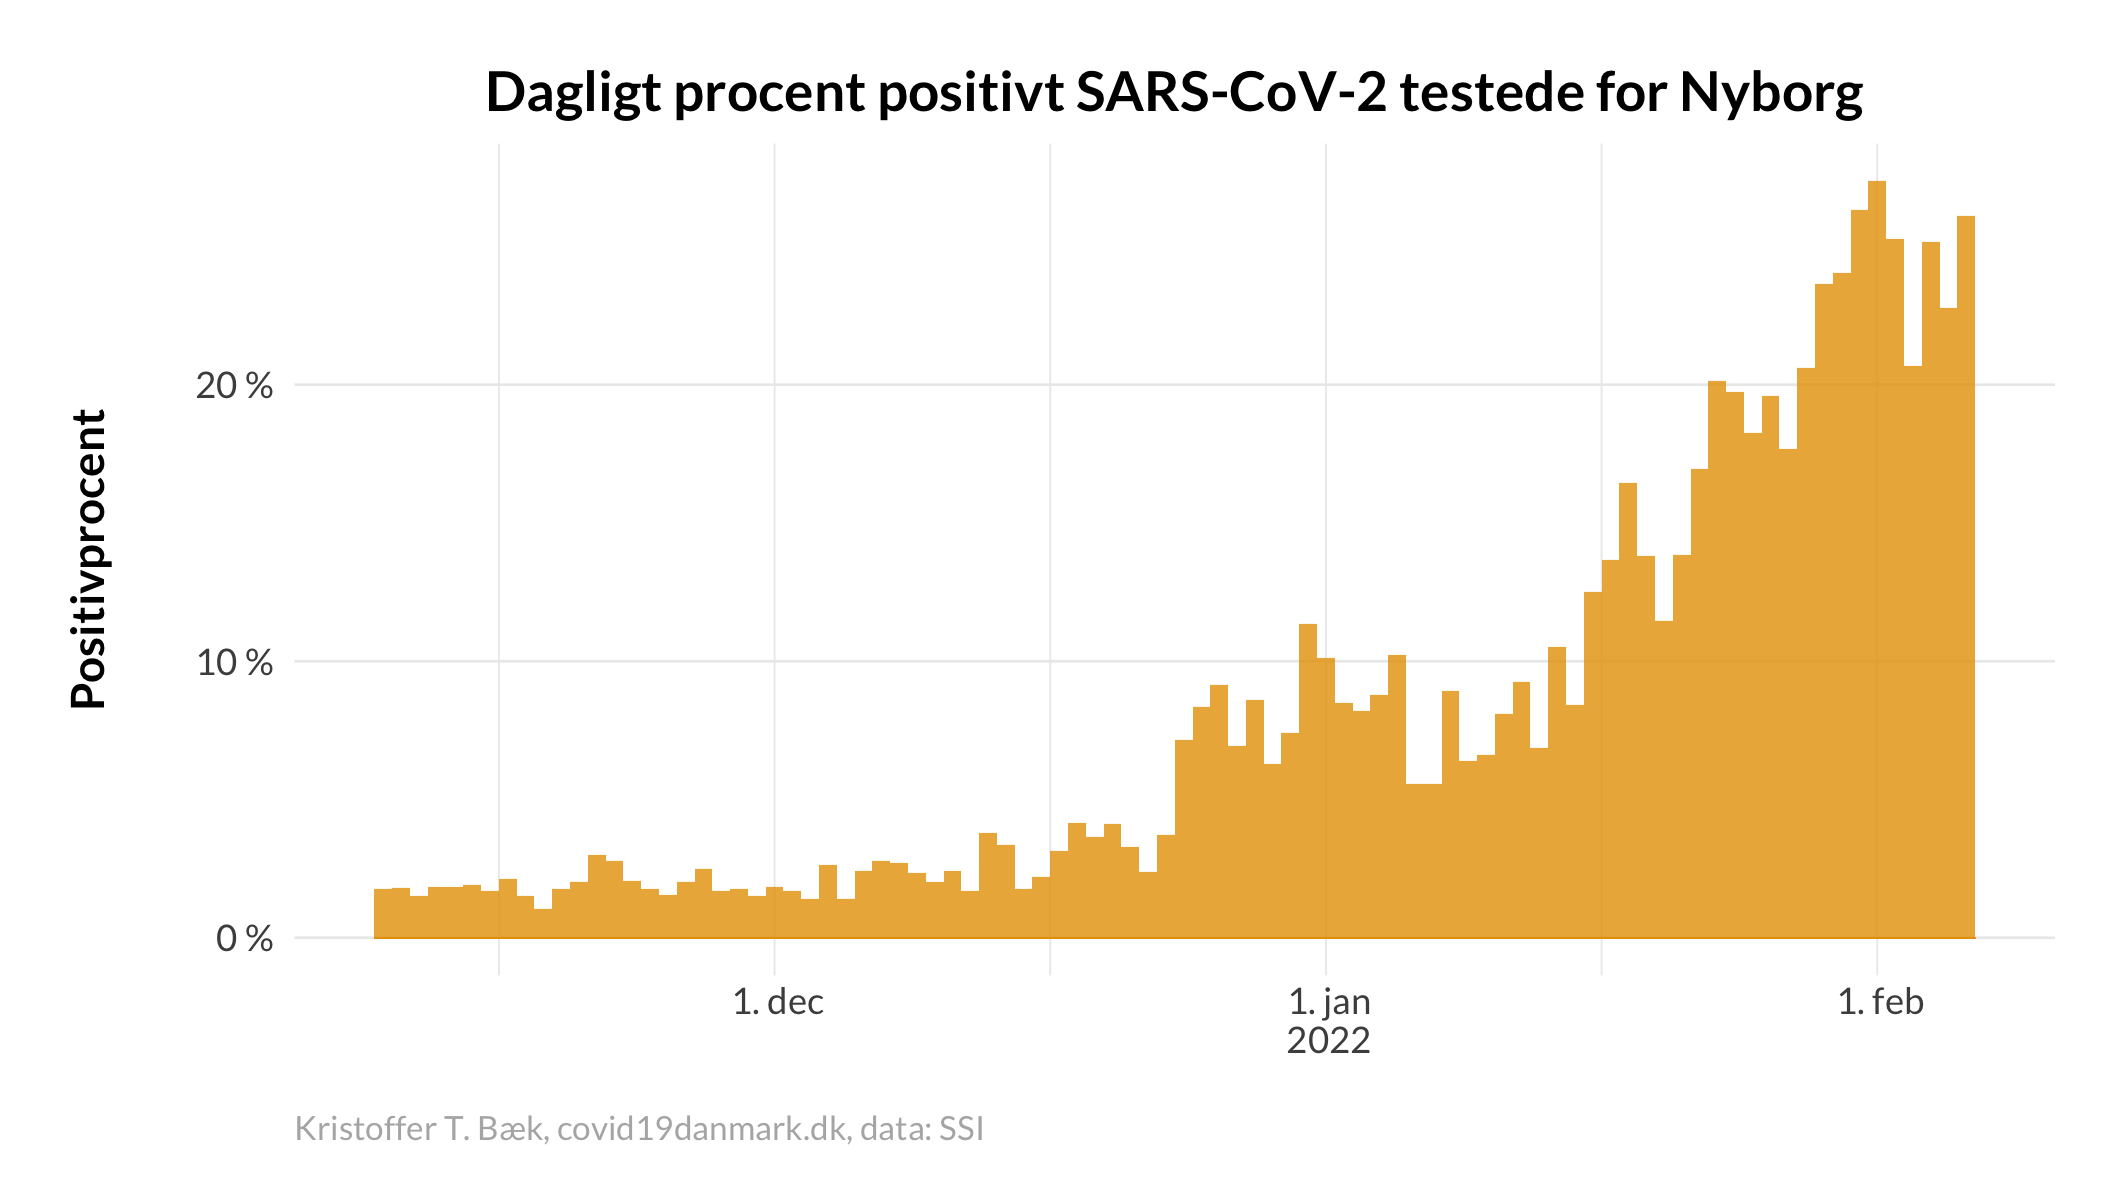 Dagligt procent positivt SARS-CoV-2 testede for Nyborg
Positivprocent
20 %
10 %
0 %
1. dec
1. jan
2022
1. feb
Kristoffer T. Bæk, covid19danmark.dk, data: SSI